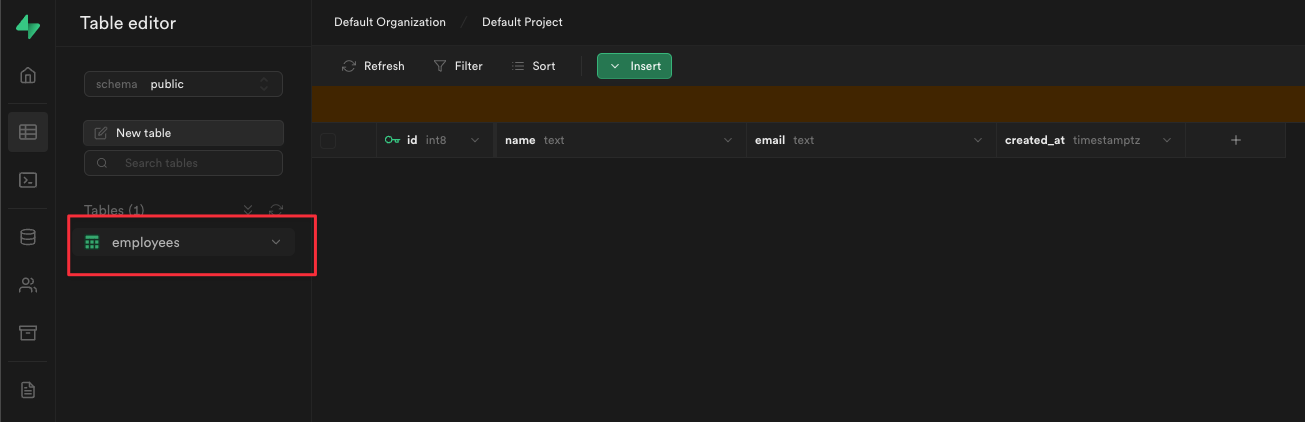 Table editor
Default Organization / Default Project
Refresh Filter Sort Insert
schema public
New table
Search tables
id int8 name text email text created_at timestamptz +
Tables (1)
employees